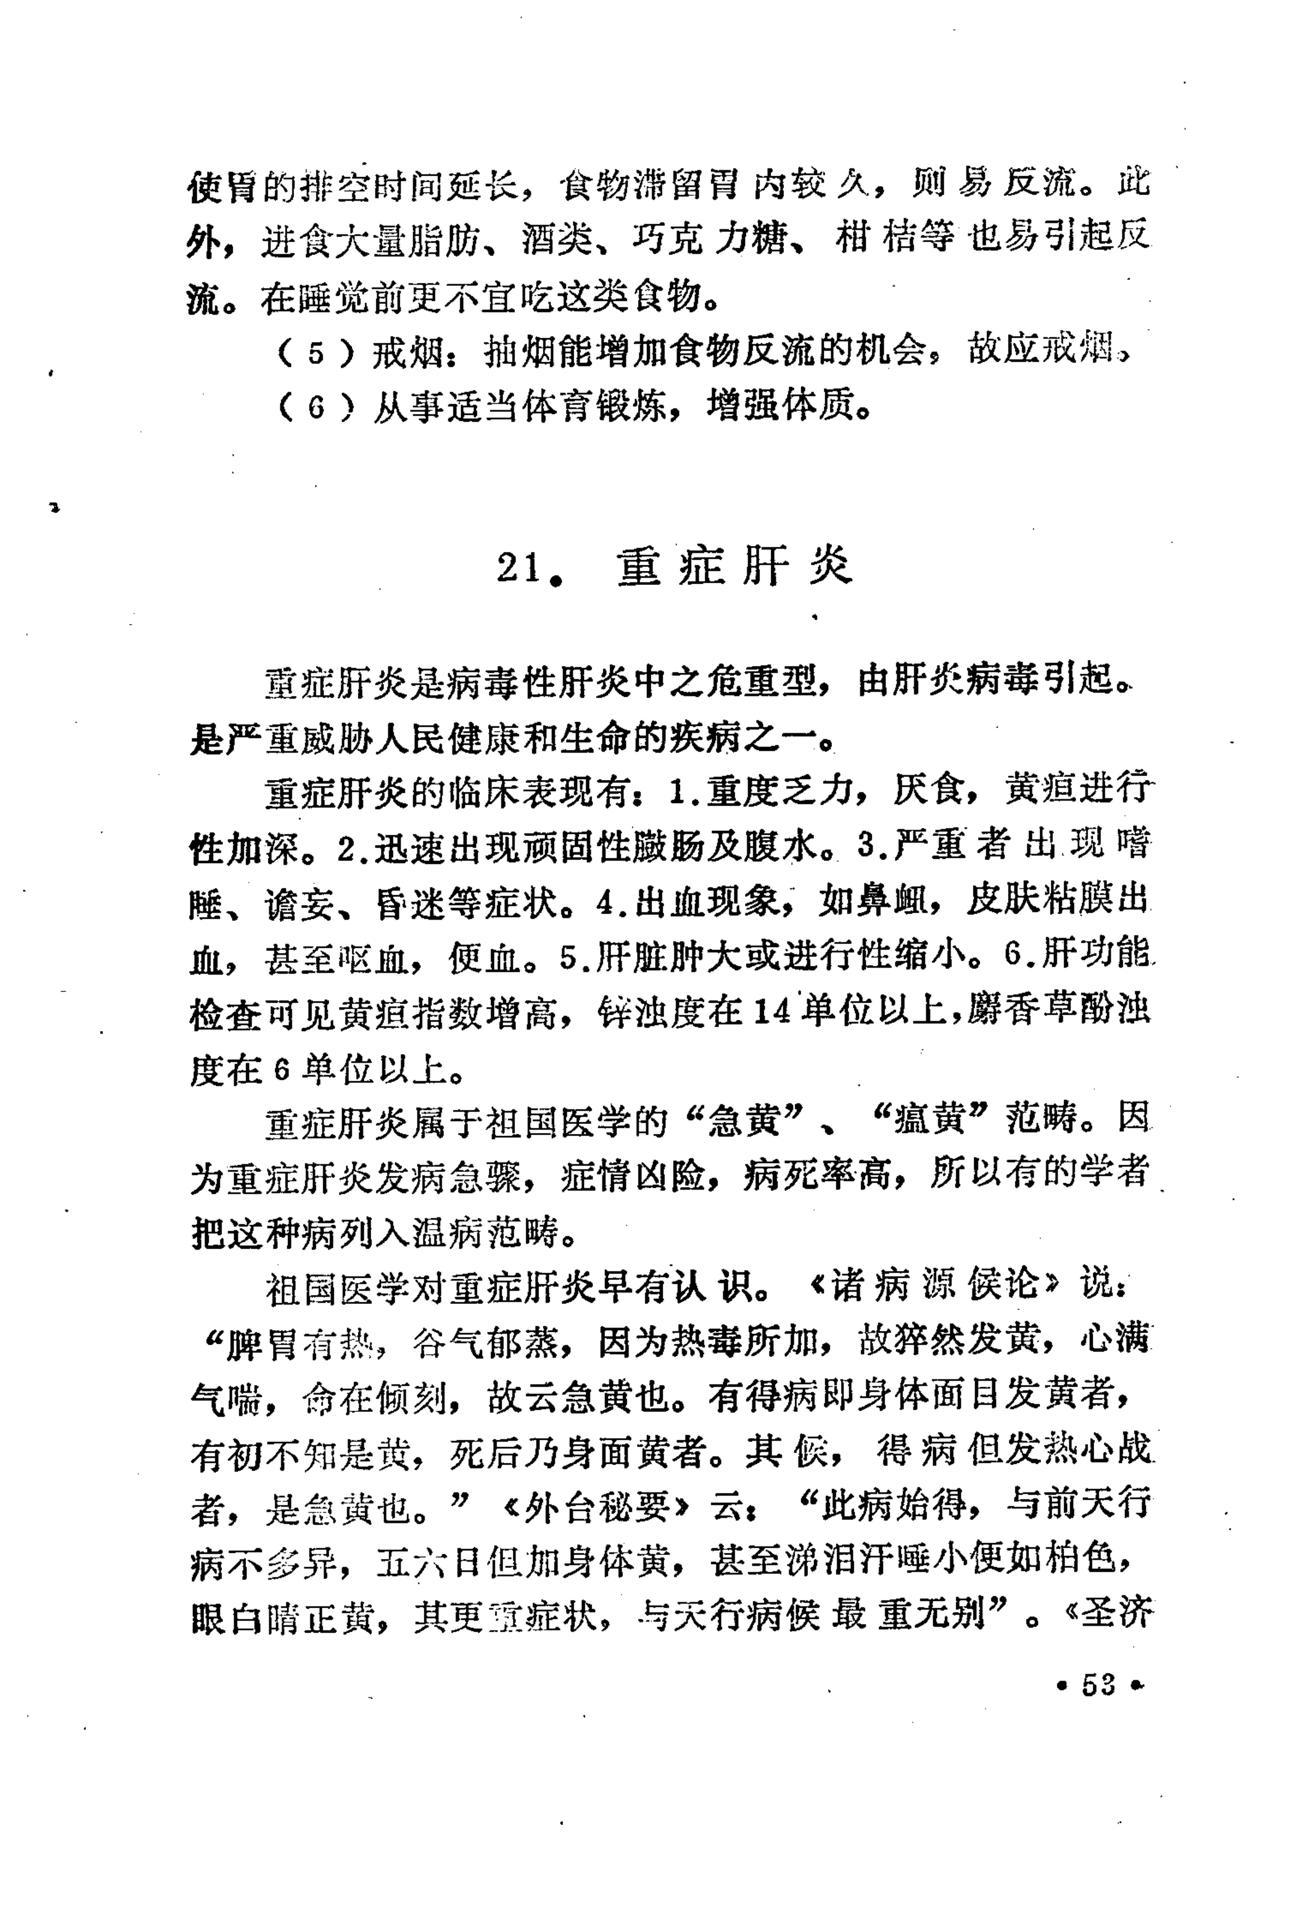 使胃的排空时间延长，食物滞留胃内较久，则易反流。此
外，进食大量脂肪、酒类、巧克力糖、柑桔等也易引起反
流。在睡觉前更不宜吃这类食物。
（5）戒烟：抽烟能增加食物反流的机会，故应戒烟。
（6）从事适当体育锻炼，增强体质。
21．重症肝炎
重症肝炎是病毒性肝炎中之危重型，由肝炎病毒引起。
是严重威胁人民健康和生命的疾病之一。
重症肝炎的临床表现有：1.重度乏力，厌食，黄疸进行
性加深。2.迅速出现顽固性臌肠及腹水。3.严重者出现嗜
睡、谵妄、昏迷等症状。4.出血现象，如鼻衄，皮肤粘膜出
血，甚至呕血，便血。5.肝脏肿大或进行性缩小。6.肝功能
检查可见黄疸指数增高，锌浊度在14单位以上，麝香草酚浊
度在6单位以上。
重症肝炎属于祖国医学的“急黄”、“瘟黄”范畴。因
为重症肝炎发病急骤，症情凶险，病死率高，所以有的学者
把这种病列入温病范畴。
祖国医学对重症肝炎早有认识。《诸病源候论》说：
“脾胃有热，谷气郁蒸，因为热毒所加，故猝然发黄，心满
气喘，命在倾刻，故云急黄也。有得病即身体面目发黄者，
有初不知是黄，死后乃身面黄者。其候，得病但发热心战
者，是急黄也。”《外台秘要》云：“此病始得，与前天行
病不多异，五六日但加身体黄，甚至涕泪汗唾小便如柏色，
眼白睛正黄，其更重症状，与天行病候最重无别”。《圣济
·53·